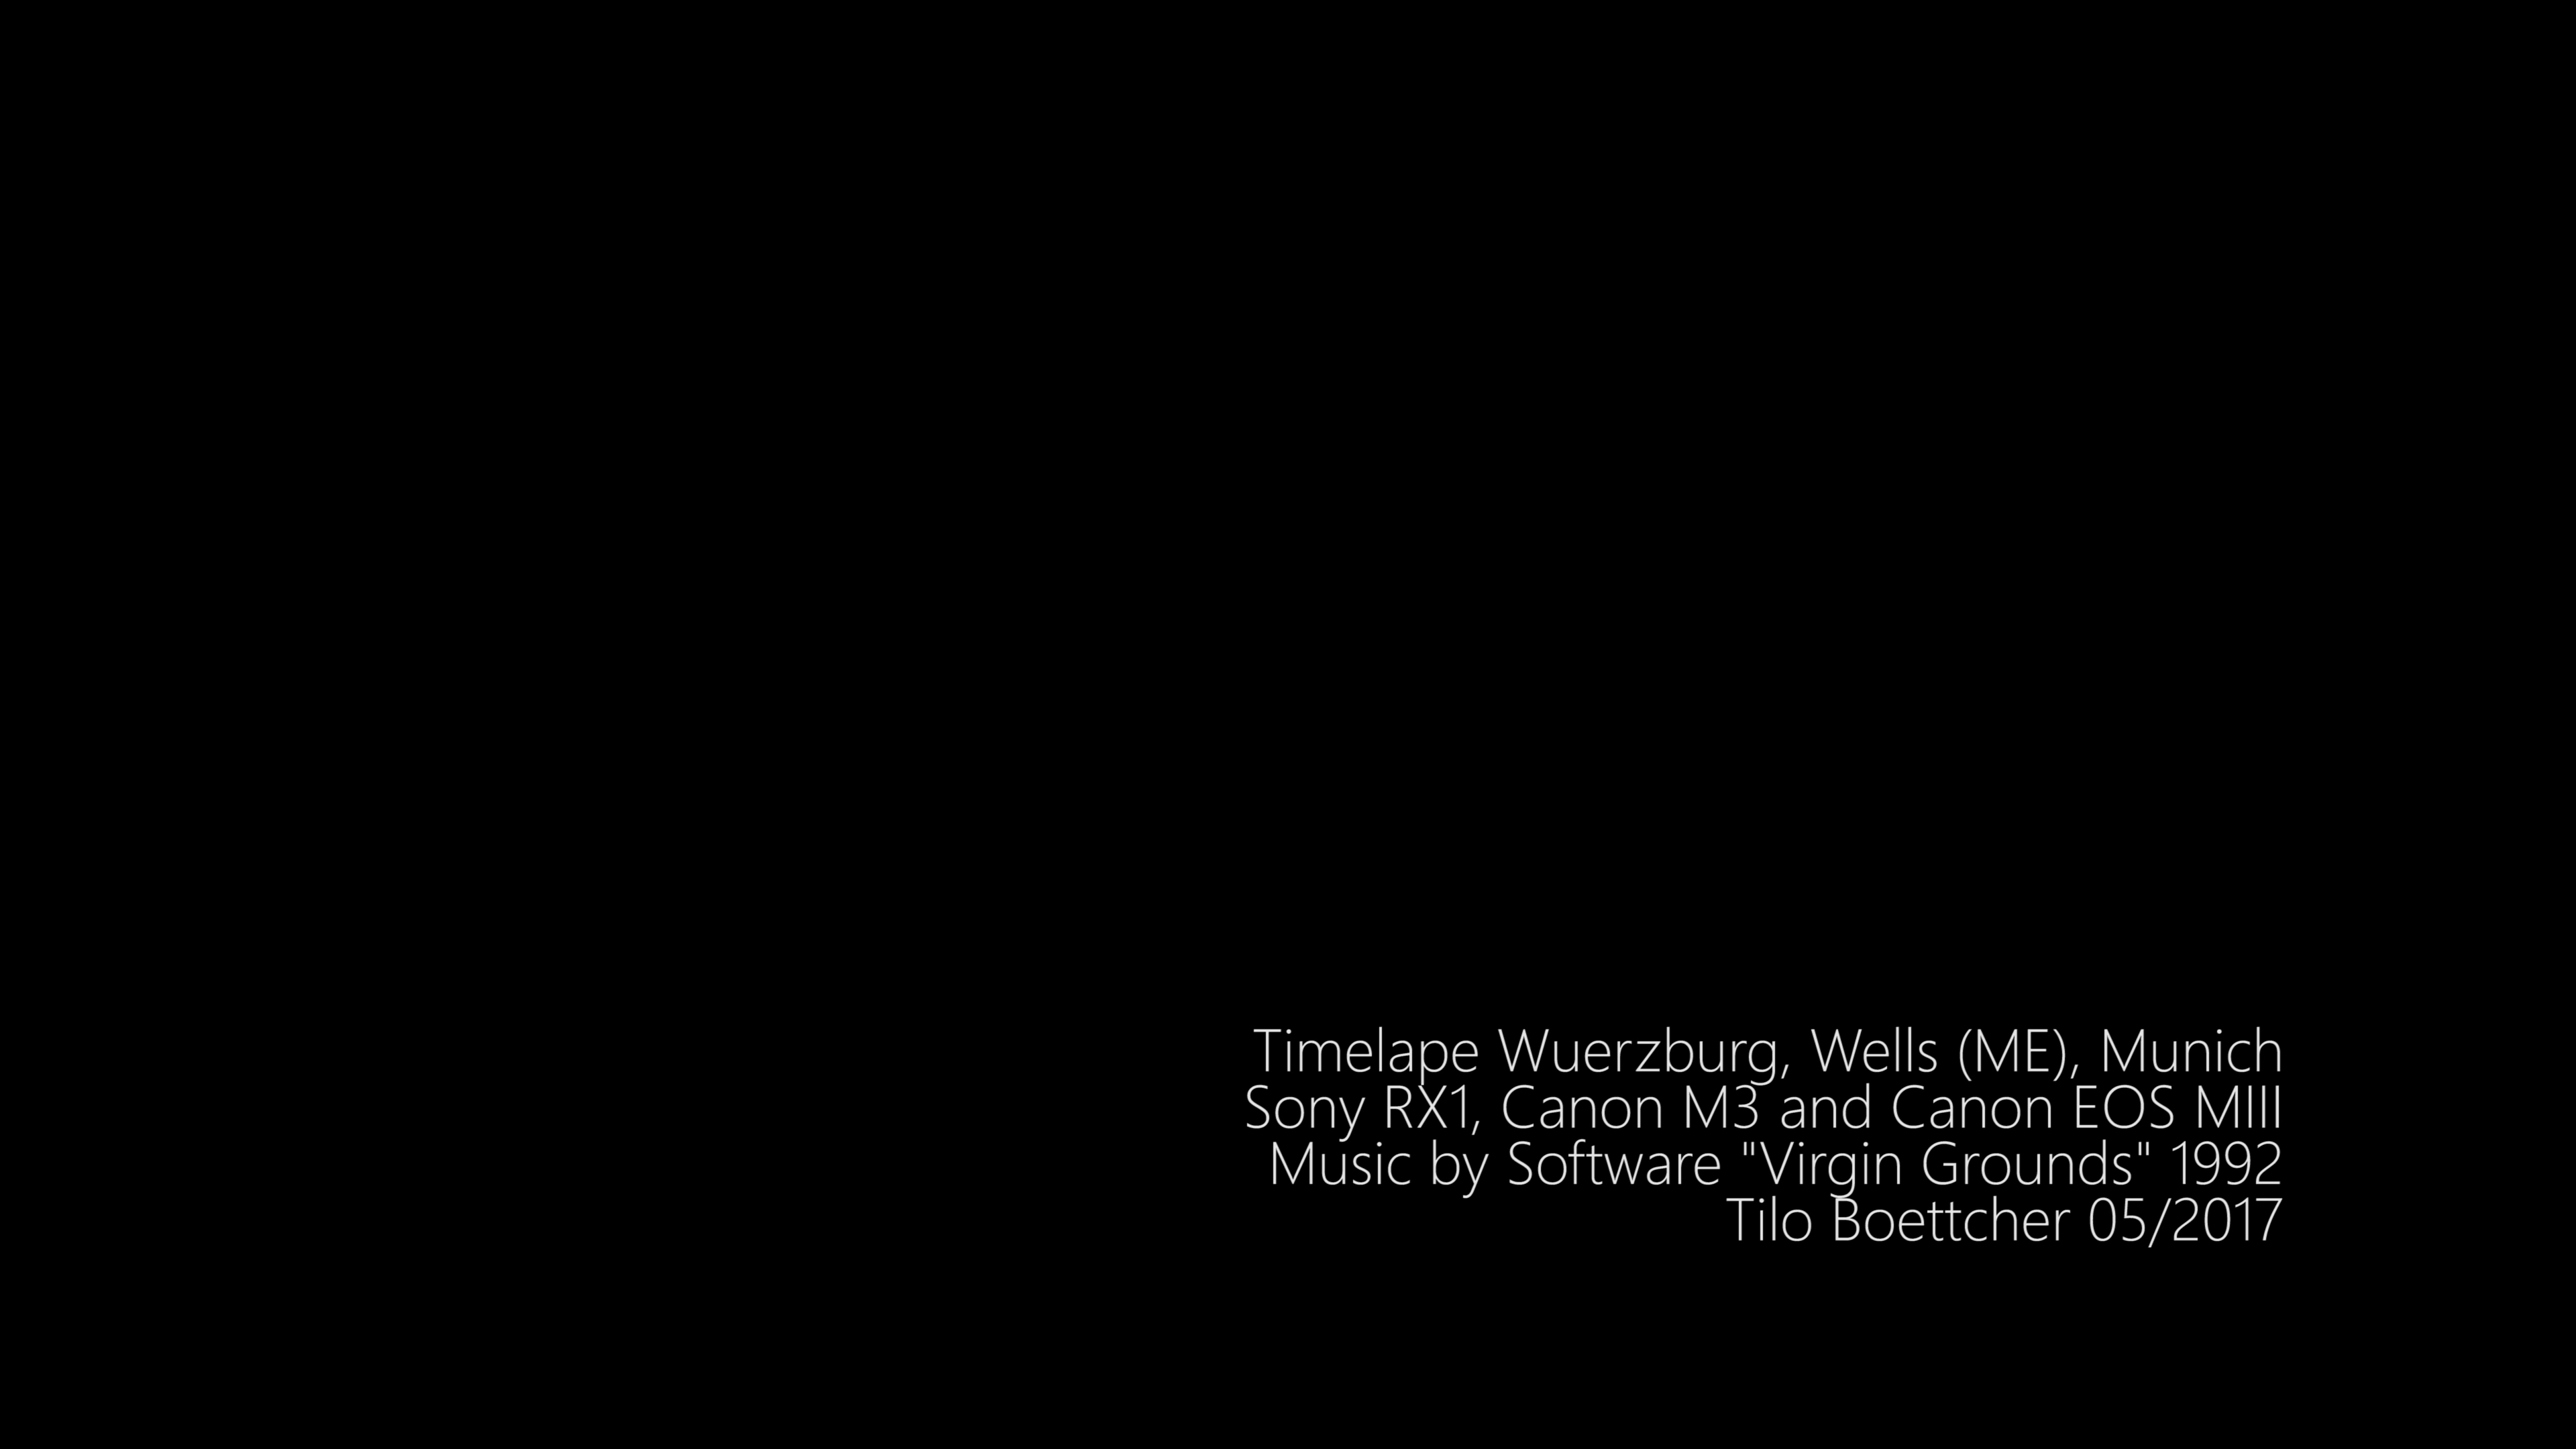 Timelape Wuerzburg, Wells (ME), Munich
Sony RX1, Canon M3 and Canon EOS MIII
Music by Software "Virgin Grounds" 1992
Tilo Boettcher 05/2017